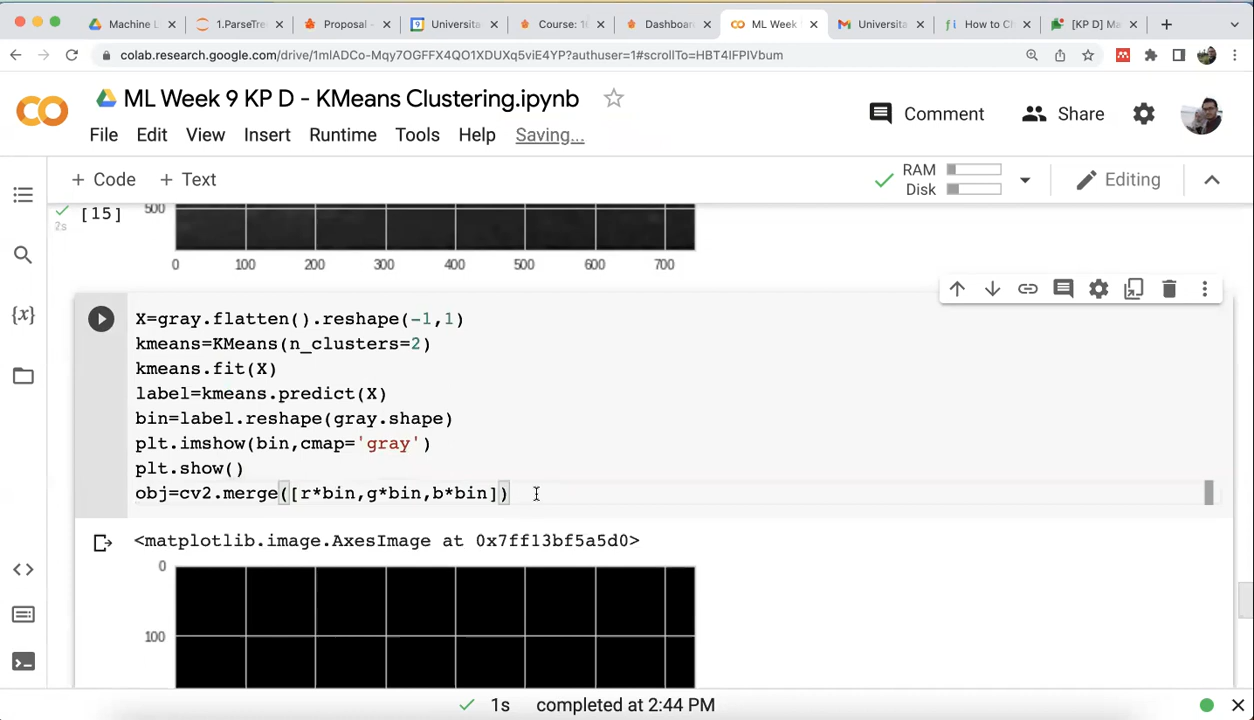 Machine L
1.ParseTre
Proposal -
Universita
Course: 1
Dashboar
ML Week
Universita
How to C
[KP D] Ma
colab.research.google.com/drive/1mlADCo-Mqy7OGFFX4QO1XDUXq5viE4YP?authuser=1#scrollTo=HBT4IFPIVbum
ML Week 9 KP D - KMeans Clustering.ipynb
Comment
Share
File Edit View Insert Runtime Tools Help Saving...
+ Code + Text
RAM
Disk
Editing
[15]
2s
500
0 100 200 300 400 500 600 700
X=gray.flatten().reshape(-1,1)
kmeans=KMeans(n_clusters=2)
kmeans.fit(X)
label=kmeans.predict(X)
bin=label.reshape(gray.shape)
plt.imshow(bin,cmap='gray')
plt.show()
obj=cv2.merge([r*bin,g*bin,b*bin])
<matplotlib.image.AxesImage at 0x7ff13bf5a5d0>
0
100
{x}
1s completed at 2:44 PM